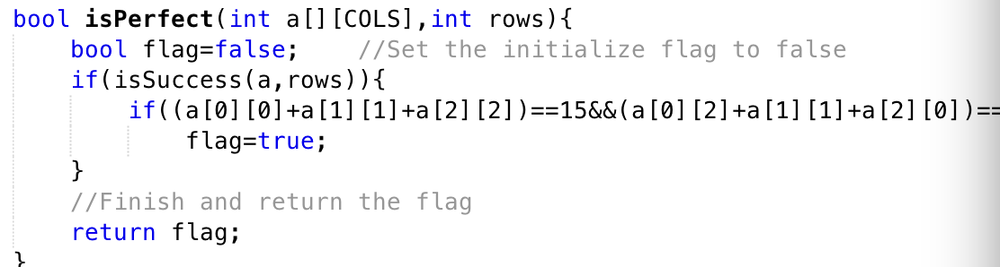 bool isPerfect(int a[][COLS],int rows){
bool flag=false; //Set the initialize flag to false
if(isSuccess(a,rows)){
if((a[0][0]+a[1][1]+a[2][2])==15&&(a[0][2]+a[1][1]+a[2][0])==
flag=true;
}
//Finish and return the flag
return flag;
}